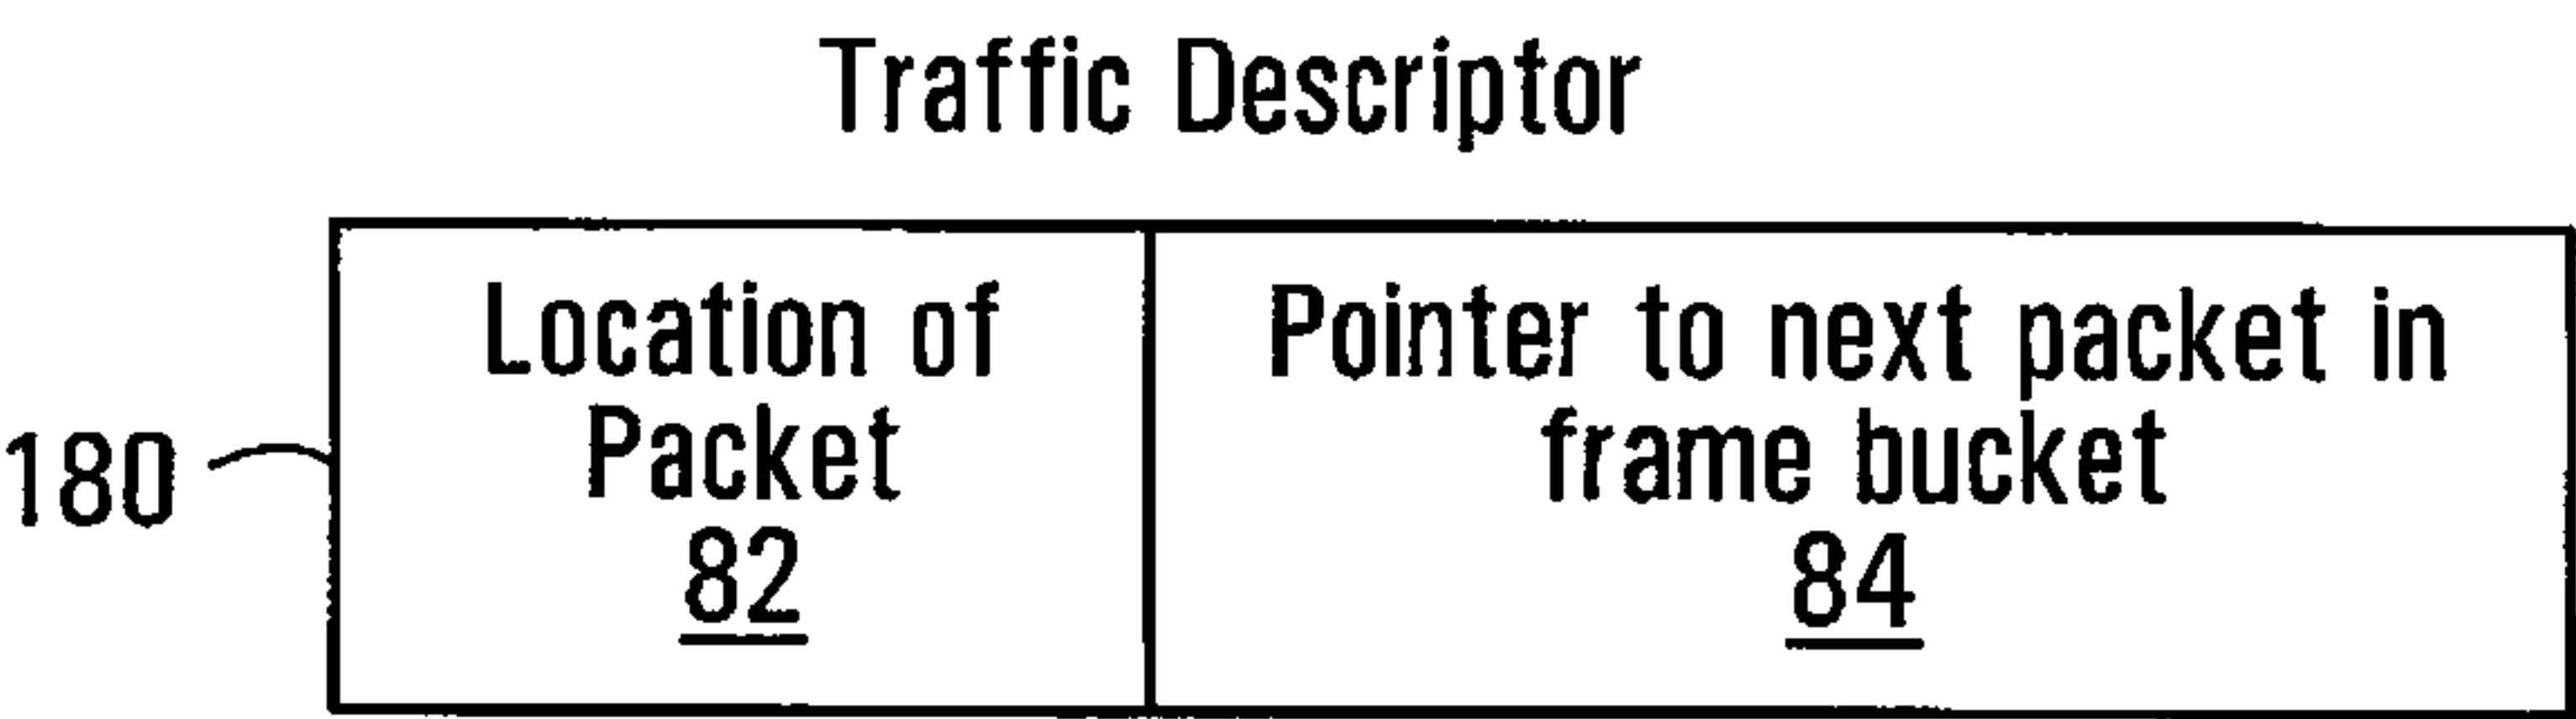 Traffic Descriptor
Location of
Packet
82
Pointer to next packet in
frame bucket
84
180